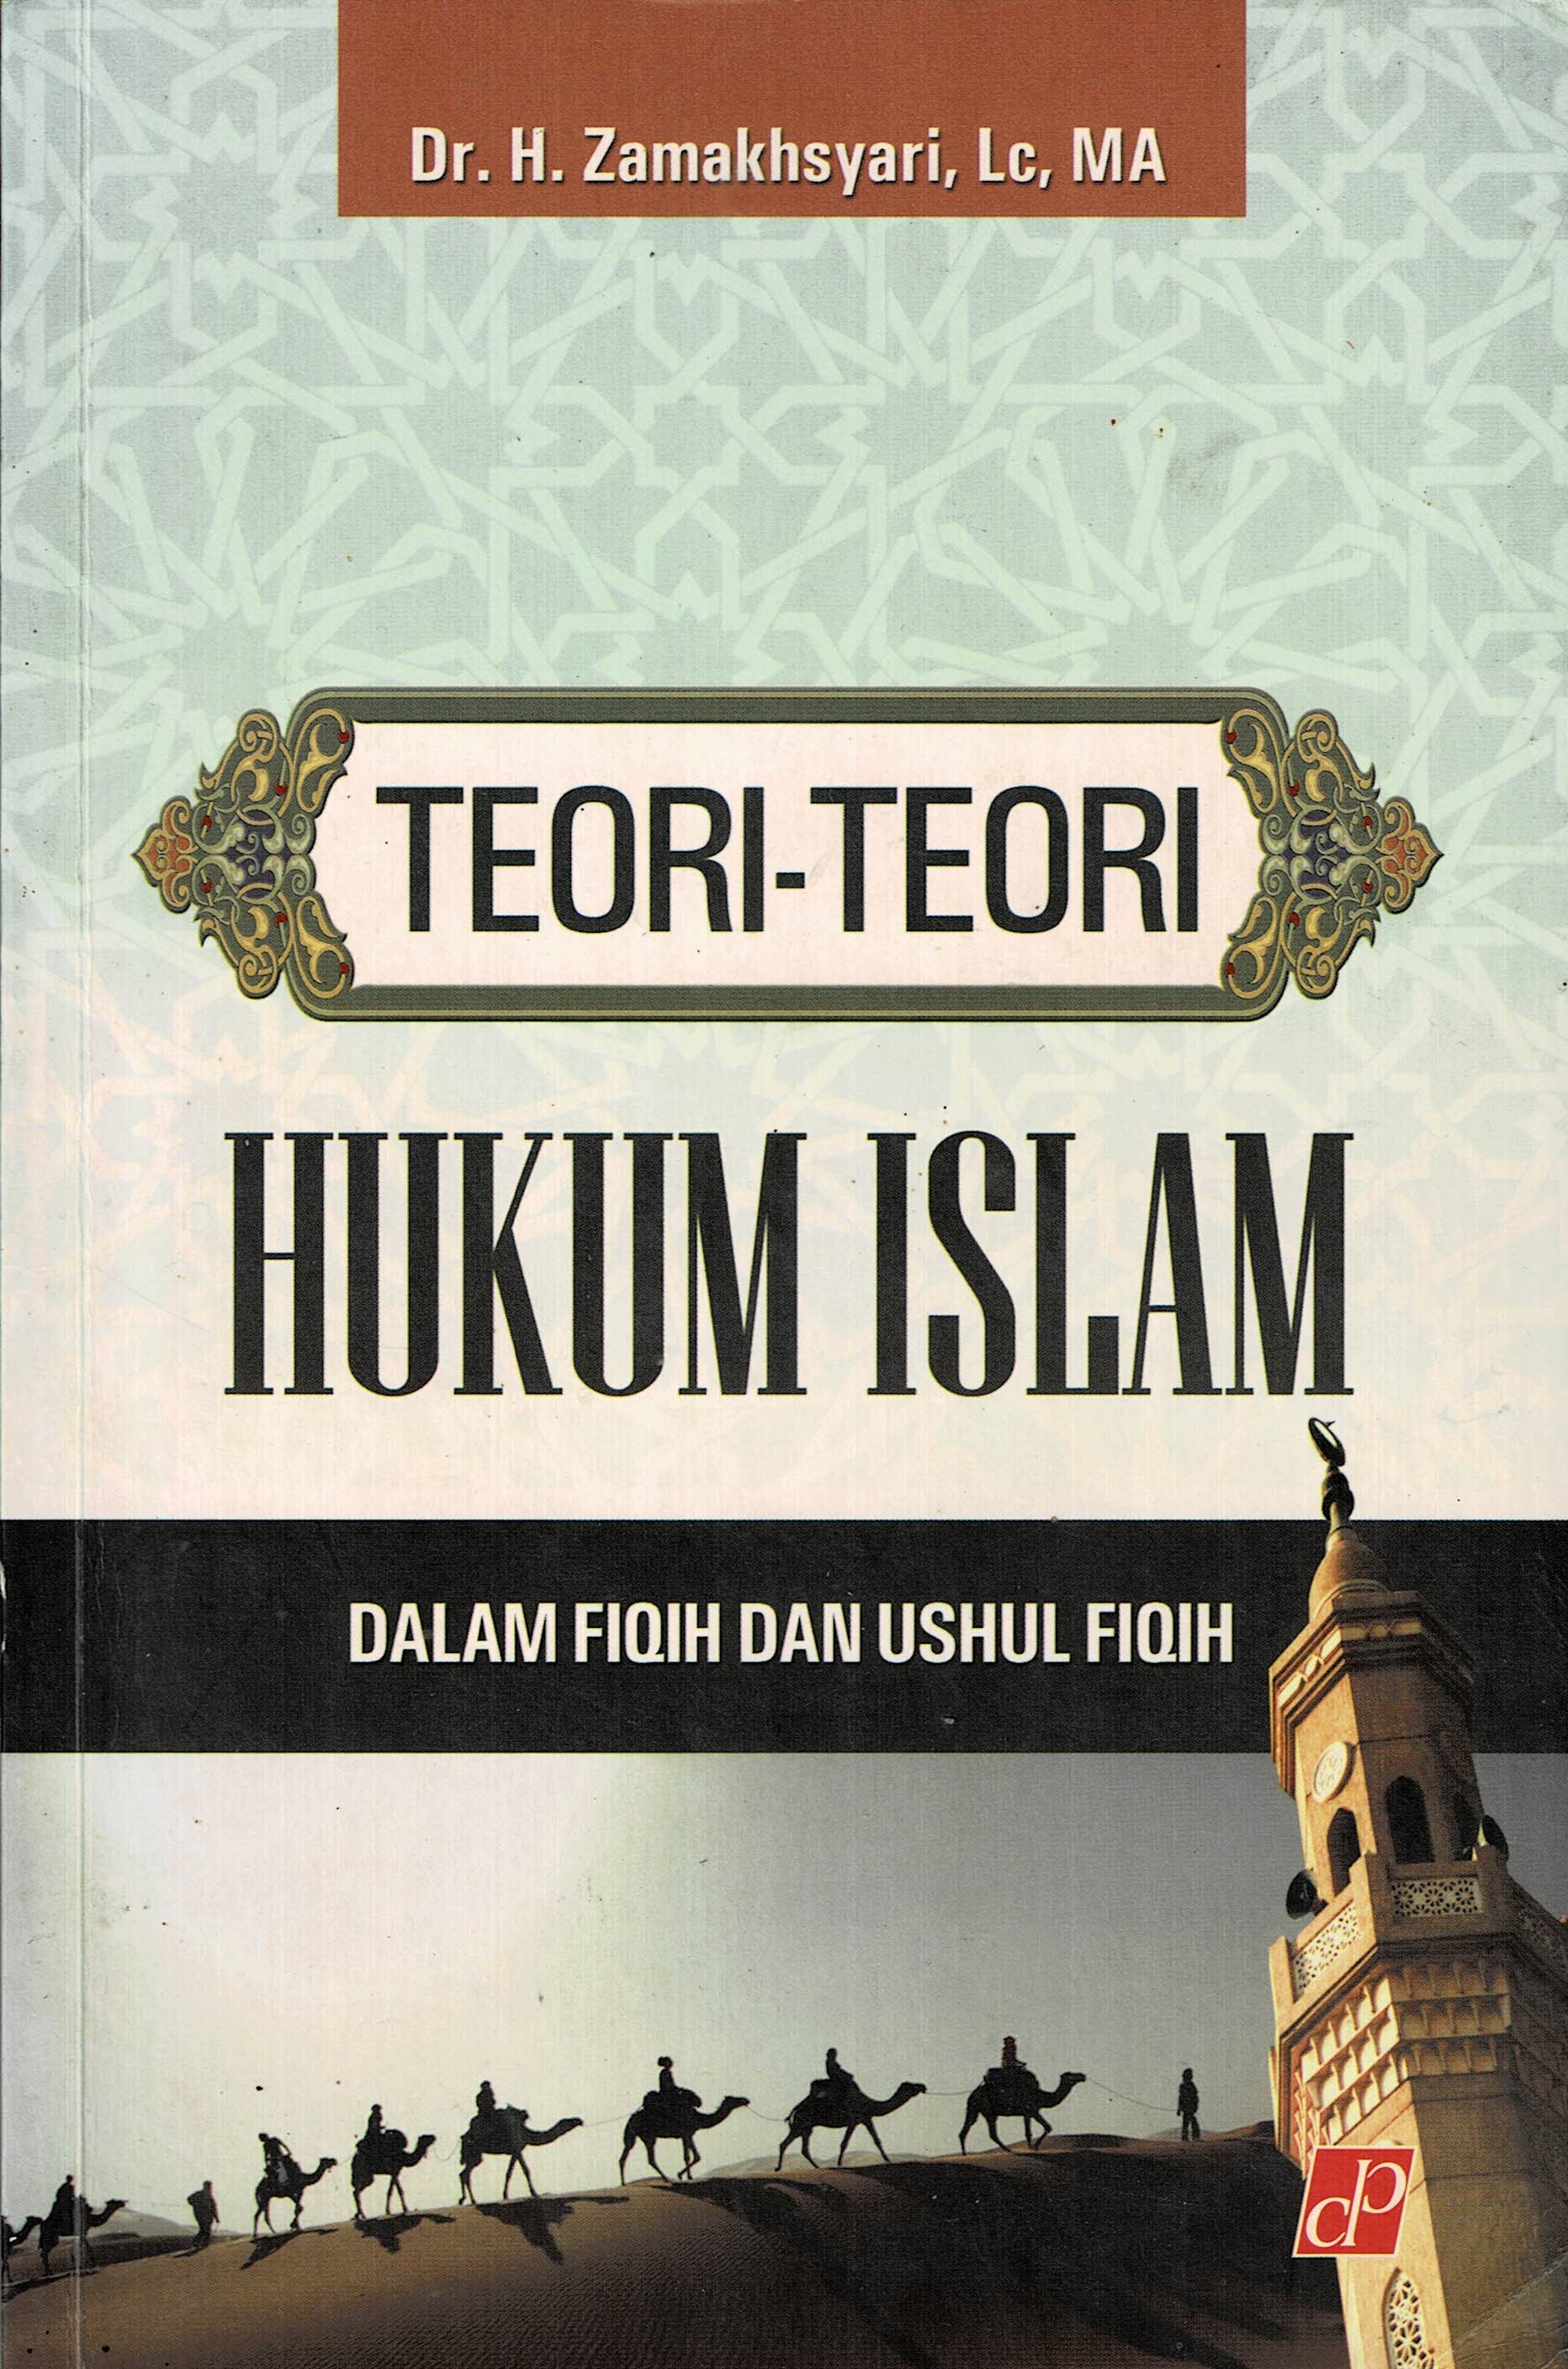 Dr. H. Zamakhsyari, Lc, MA
TEORI-TEORI
HUKUM ISLAM
DALAM FIQIH DAN USHUL FIQIH
cp